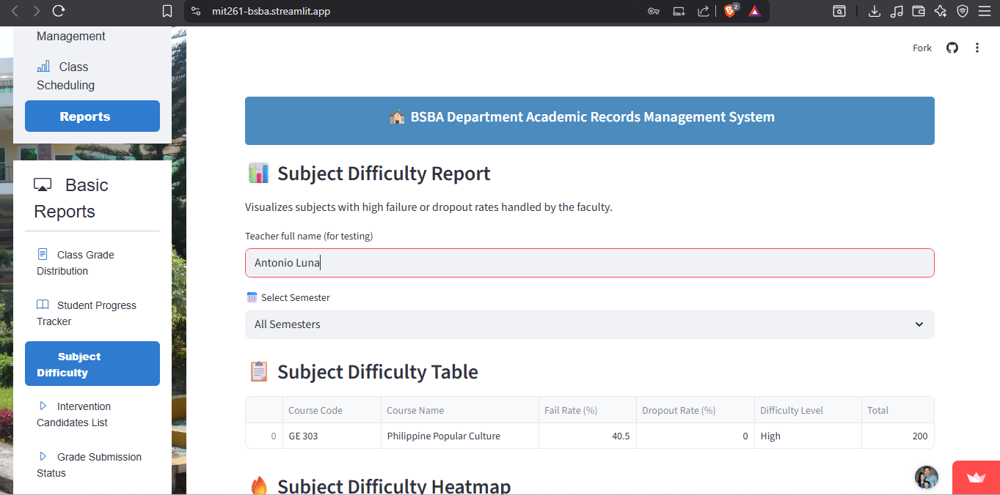 mit261-bsba.streamlit.app
2
Management
Class
Scheduling
Reports
Basic
Reports
Class Grade
Distribution
Student Progress
Tracker
Subject
Difficulty
Intervention
Candidates List
Grade Submission
Status
Fork
BSBA Department Academic Records Management System
Subject Difficulty Report
Visualizes subjects with high failure or dropout rates handled by the faculty.
Teacher full name (for testing)
Antonio Luna
Select Semester
All Semesters
Subject Difficulty Table
Course Code Course Name Fail Rate (%) Dropout Rate (%) Difficulty Level Total
0 GE 303 Philippine Popular Culture 40.5 0 High 200
Subject Difficulty Heatmap